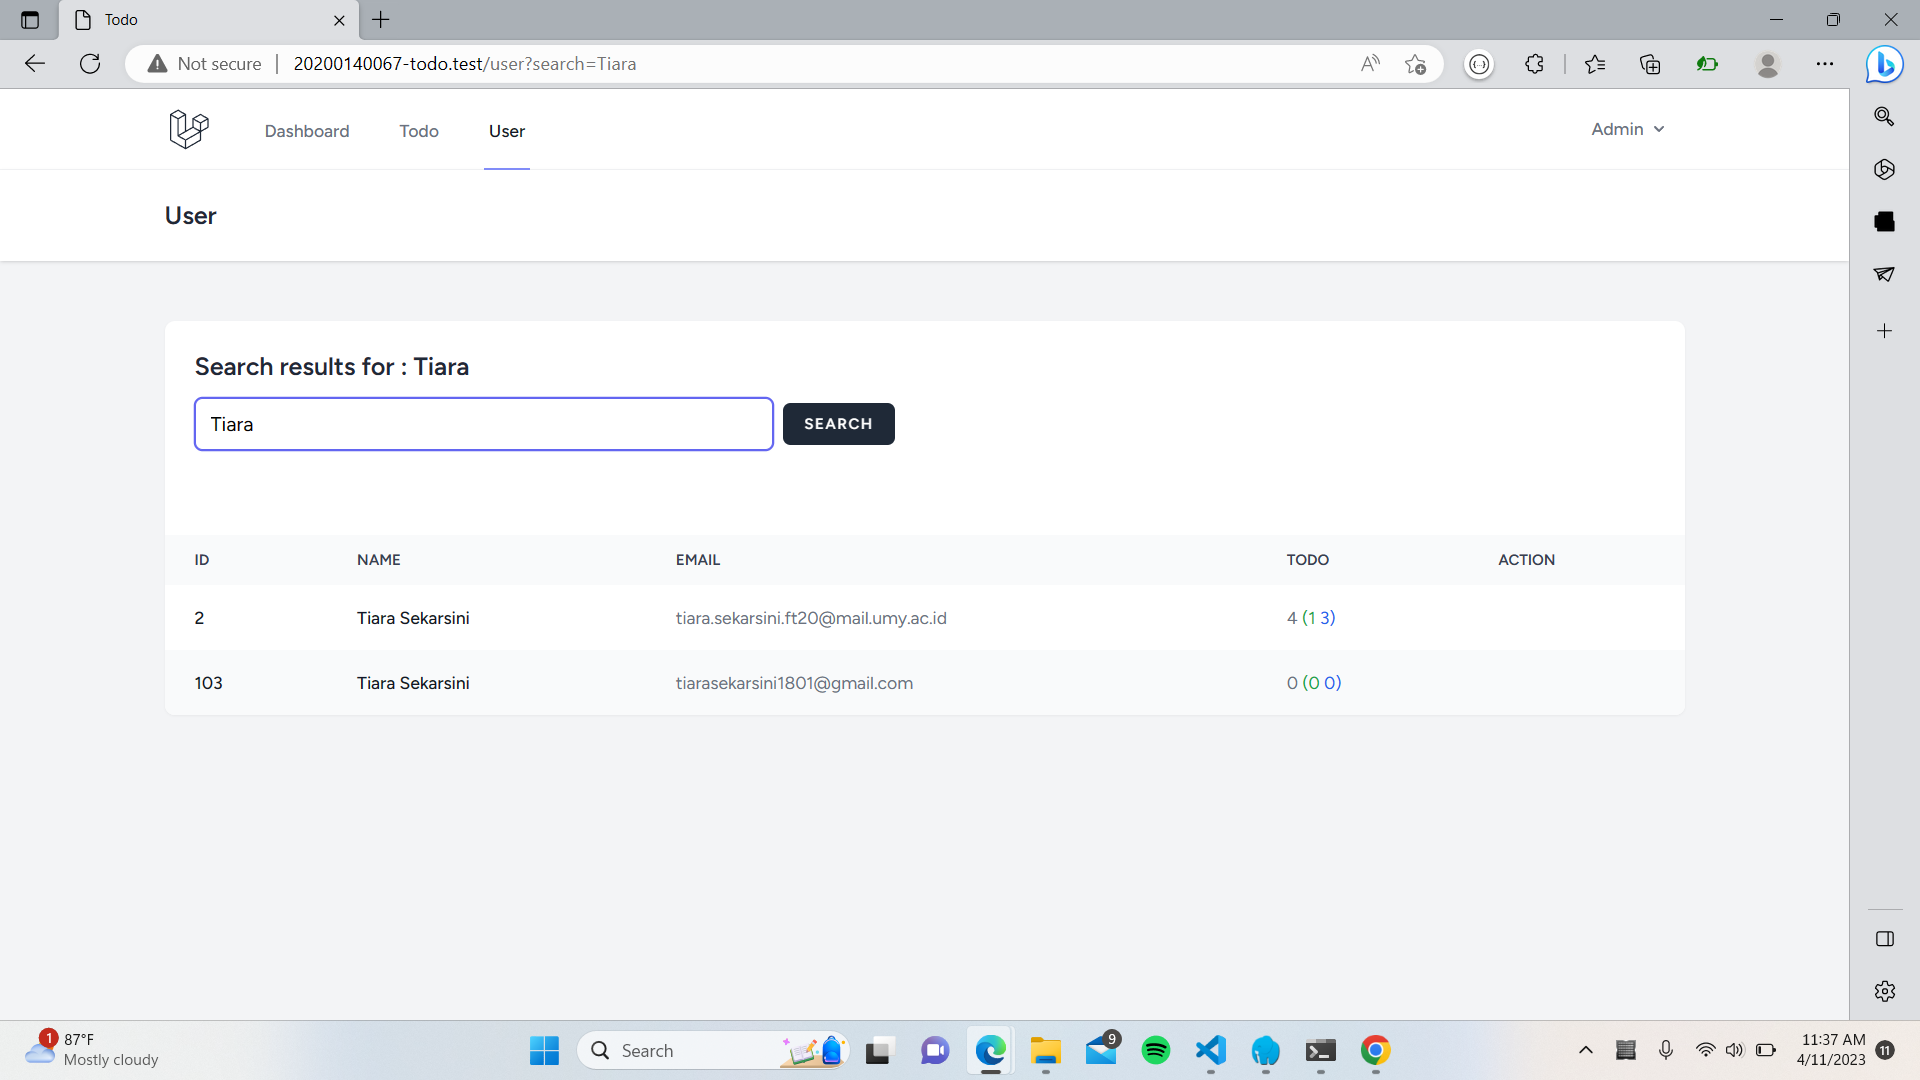 Todo
Not secure
20200140067-todo.test/user?search=Tiara
Dashboard Todo User Admin
User
Search results for : Tiara
Tiara SEARCH
ID NAME EMAIL TODO ACTION
2 Tiara Sekarsini tiara.sekarsini.ft20@mail.umy.ac.id 4 (1 3)
103 Tiara Sekarsini tiarasekarsini1801@gmail.com 0 (0 0)
1 87°F
Mostly cloudy
Search
9
11:37 AM
4/11/2023
11